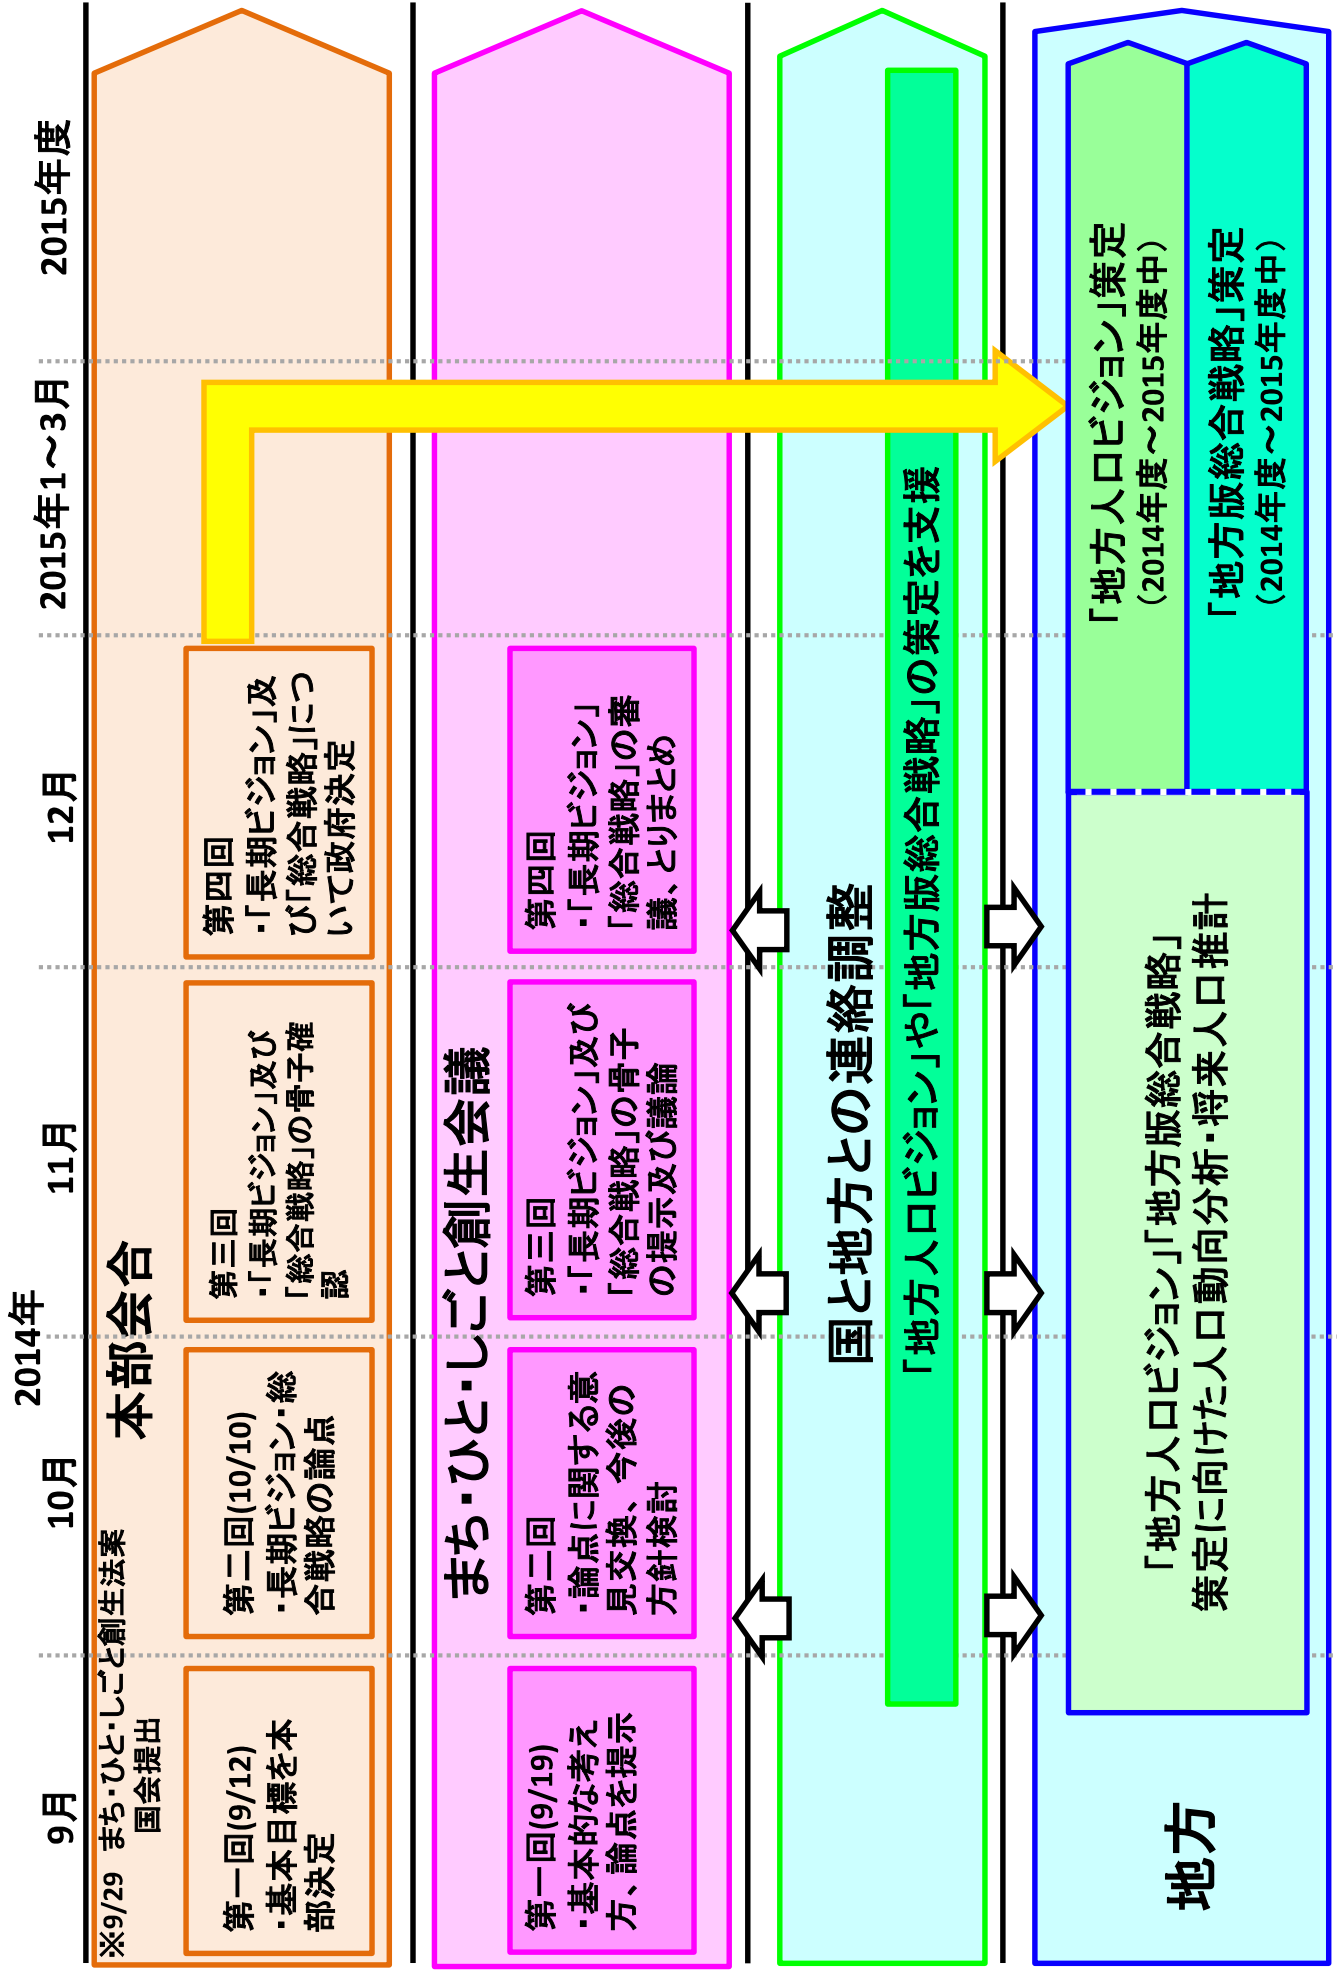 2014年
9月
10月
11月
12月
2015年1～3月
2015年度
※9/29 まち・ひと・しごと創生法案
国会提出
本部会合
第一回(9/12)
・基本目標を本
部決定
第二回(10/10)
・長期ビジョン・総
合戦略の論点
第三回
・「長期ビジョン」及び
「総合戦略」の骨子確
認
第四回
・「長期ビジョン」及
び「総合戦略」につ
いて政府決定
まち・ひと・しごと創生会議
第一回(9/19)
・基本的な考え
方、論点を提示
第二回
・論点に関する意
見交換、今後の
方針検討
第三回
・「長期ビジョン」及び
「総合戦略」の骨子
の提示及び議論
第四回
・「長期ビジョン」
「総合戦略」の審
議、とりまとめ
国と地方との連絡調整
「地方人口ビジョン」や「地方版総合戦略」の策定を支援
地方
「地方人口ビジョン」「地方版総合戦略」
策定に向けた人口動向分析・将来人口推計
「地方人口ビジョン」策定
（2014年度～2015年度中）
「地方版総合戦略」策定
（2014年度～2015年度中）